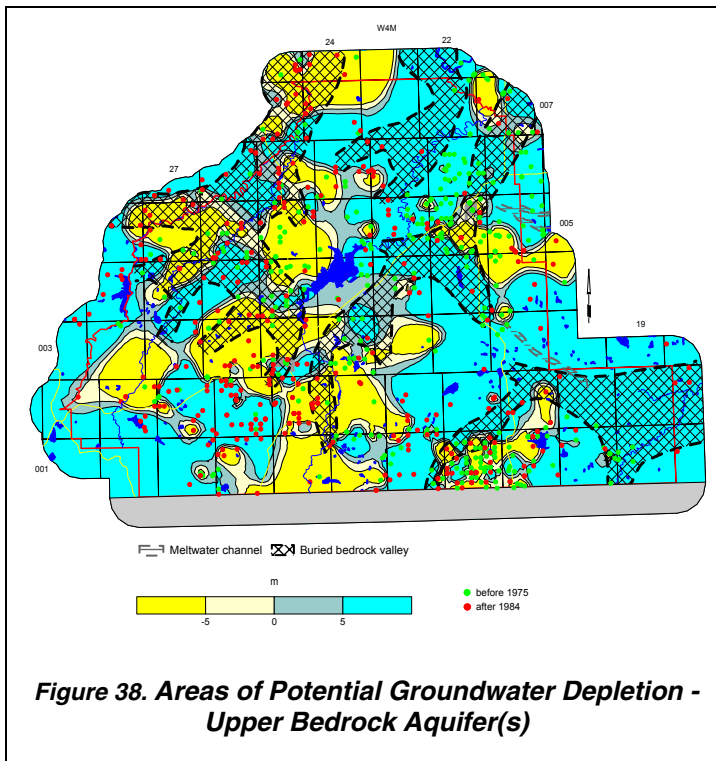 W4M
24
22
007
27
005
19
003
001
Meltwater channel
Buried bedrock valley
m
-5
0
5
before 1975
after 1984
Figure 38. Areas of Potential Groundwater Depletion -
Upper Bedrock Aquifer(s)